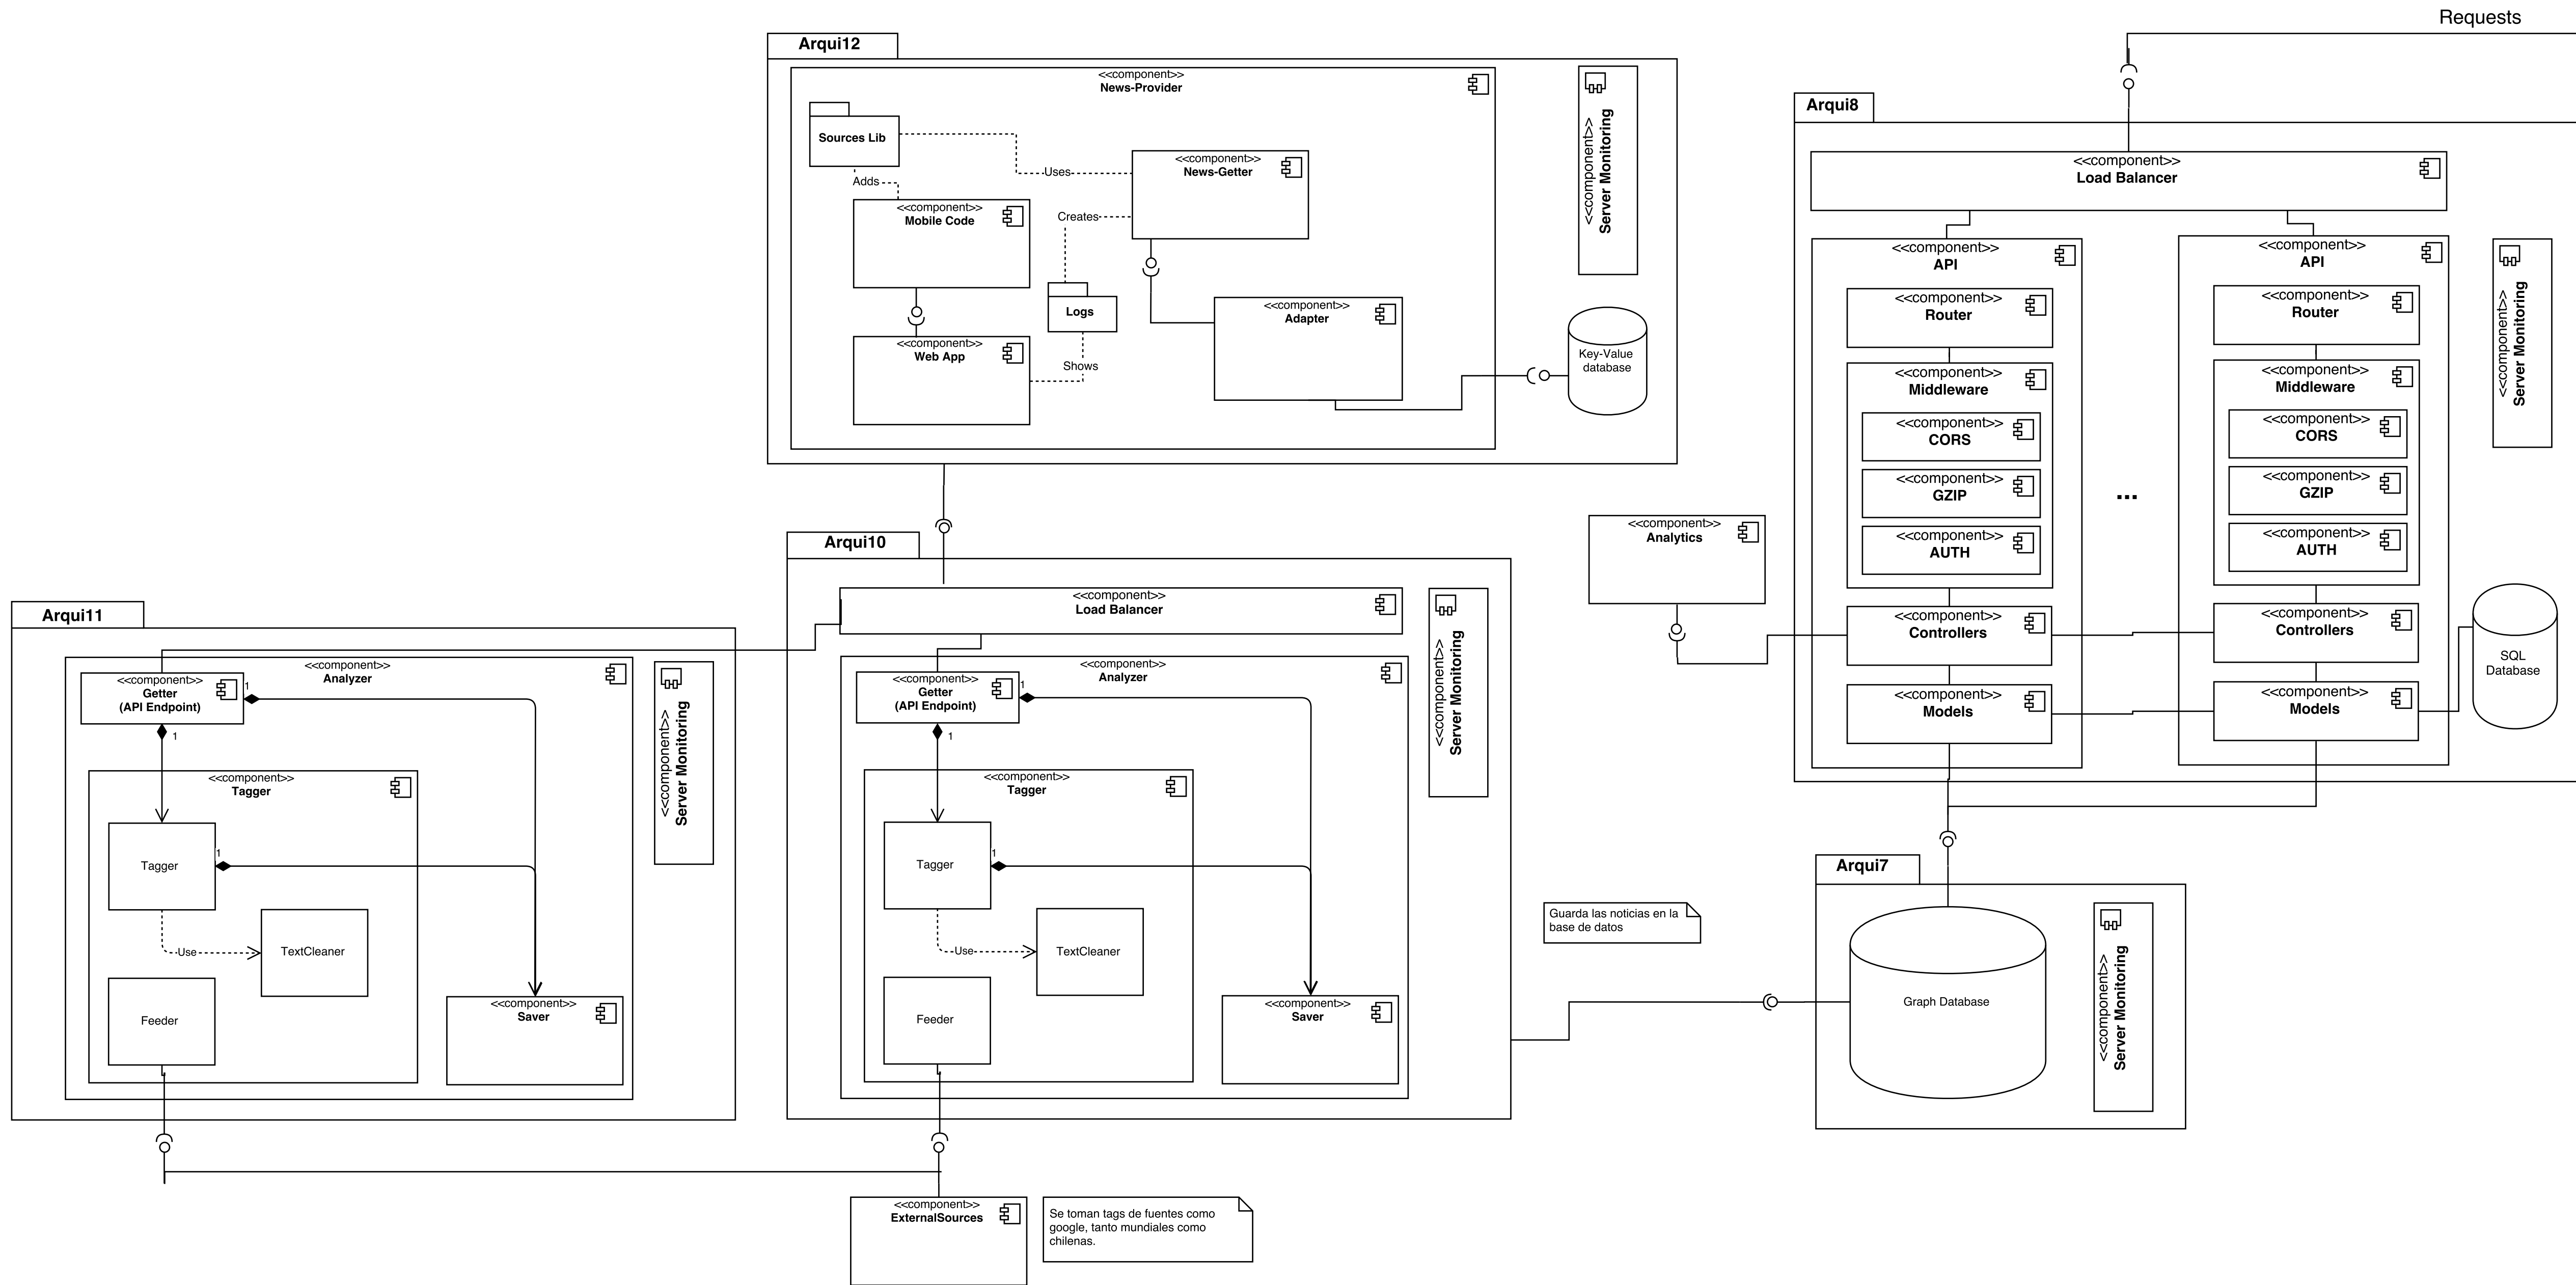 Requests
Arqui12
<<component>>
News-Provider
Sources Lib
Adds
Uses
<<component>>
News-Getter
<<component>>
Mobile Code
Creates
Logs
Shows
<<component>>
Web App
<<component>>
Adapter
Key-Value
database
<<component>>
Server Monitoring
Arqui8
<<component>>
Load Balancer
<<component>>
API
<<component>>
Router
<<component>>
Middleware
<<component>>
CORS
<<component>>
GZIP
<<component>>
AUTH
<<component>>
Controllers
<<component>>
Models
...
<<component>>
API
<<component>>
Router
<<component>>
Middleware
<<component>>
CORS
<<component>>
GZIP
<<component>>
AUTH
<<component>>
Controllers
<<component>>
Models
<<component>>
Server Monitoring
SQL
Database
<<component>>
Analytics
Arqui11
<<component>>
Analyzer
<<component>>
Getter
(API Endpoint)
1
1
<<component>>
Tagger
Tagger
1
Use
TextCleaner
Feeder
<<component>>
Saver
<<component>>
Server Monitoring
Arqui10
<<component>>
Load Balancer
<<component>>
Analyzer
<<component>>
Getter
(API Endpoint)
1
1
<<component>>
Tagger
Tagger
1
Use
TextCleaner
Feeder
<<component>>
Saver
<<component>>
Server Monitoring
Guarda las noticias en la
base de datos
Arqui7
Graph Database
<<component>>
Server Monitoring
<<component>>
ExternalSources
Se toman tags de fuentes como
google, tanto mundiales como
chilenas.